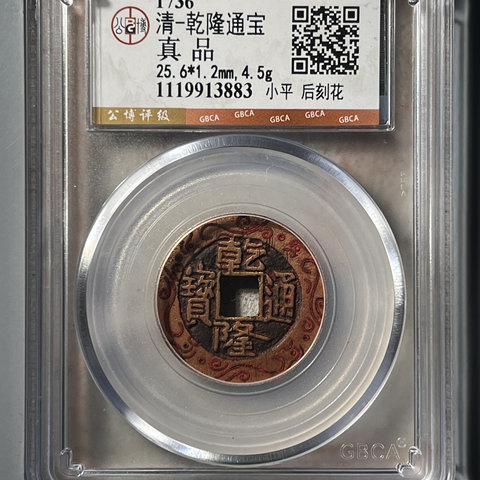 1736
清-乾隆通宝
真 品
25.6*1.2mm,4.5g
1119913883 小平 后刻花
公博评级 GBCA GBCA GBCA GBCA GBCA
乾隆通寶
GBCA